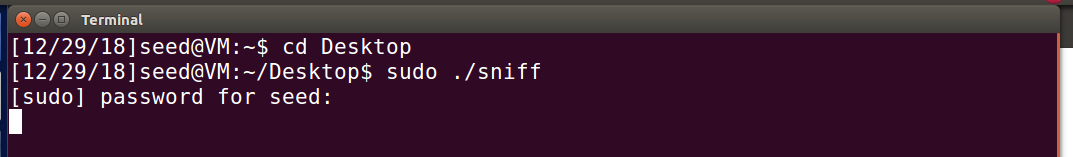 Terminal
[12/29/18]seed@VM:~$ cd Desktop
[12/29/18]seed@VM:~/Desktop$ sudo ./sniff
[sudo] password for seed: